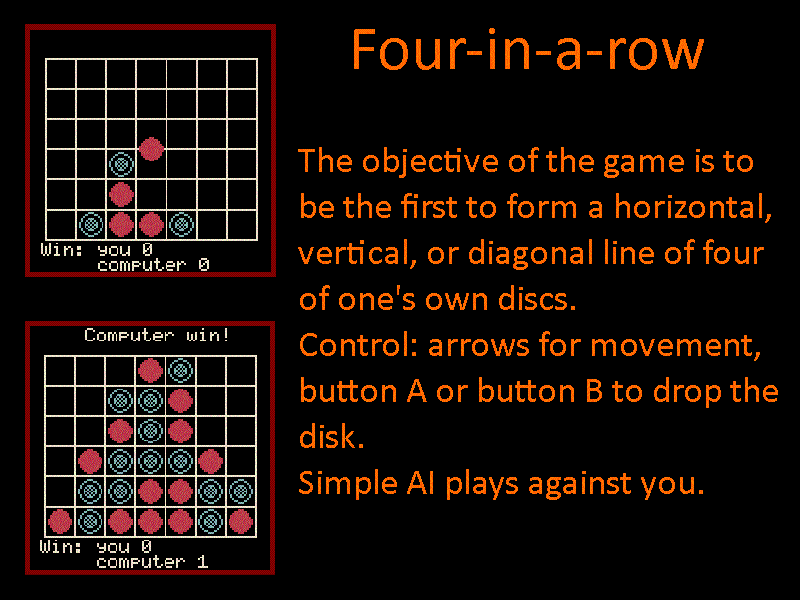 Four-in-a-row
The objective of the game is to
be the first to form a horizontal,
vertical, or diagonal line of four
of one's own discs.
Control: arrows for movement,
button A or button B to drop the
disk.
Simple AI plays against you.
Win: you 0
computer 0
Computer win!
Win: you 0
computer 1